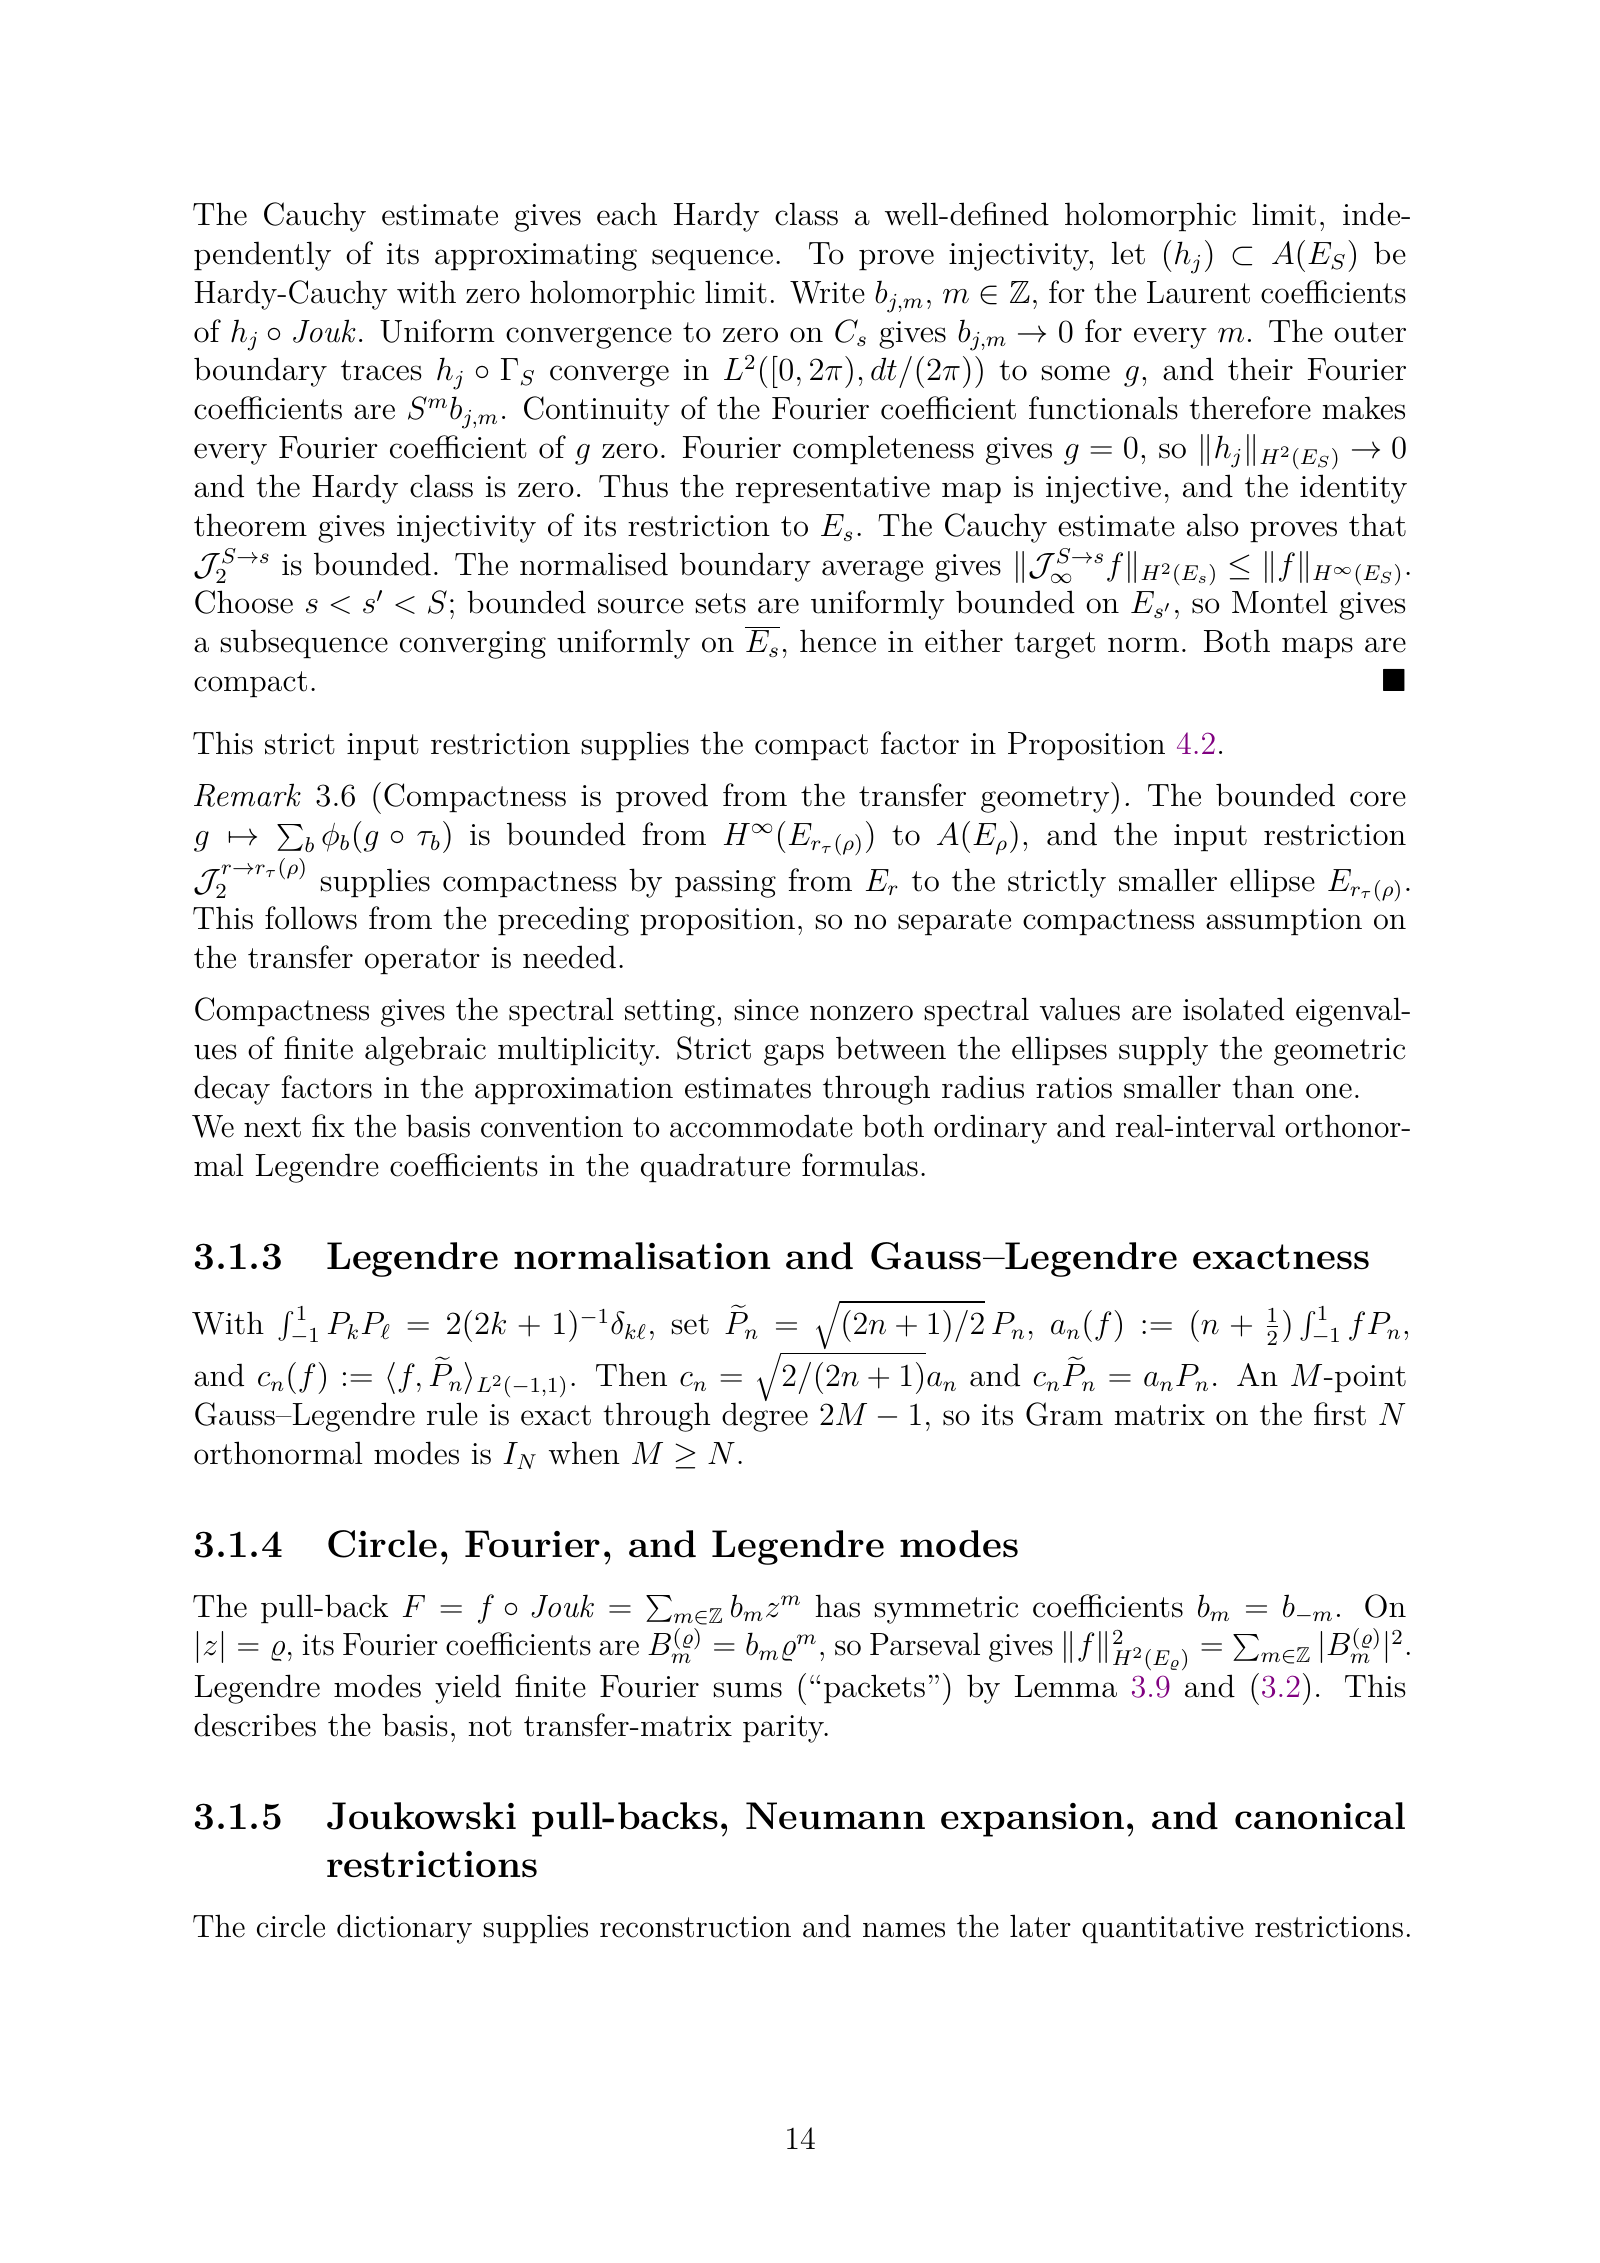 The Cauchy estimate gives each Hardy class a well-defined holomorphic limit, inde-
pendently of its approximating sequence. To prove injectivity, let (h_j) ⊂ A(E_S) be
Hardy-Cauchy with zero holomorphic limit. Write b_{j,m}, m ∈ ℤ, for the Laurent coefficients
of h_j ∘ Jouk. Uniform convergence to zero on C_s gives b_{j,m} → 0 for every m. The outer
boundary traces h_j ∘ Γ_S converge in L²([0, 2π), dt/(2π)) to some g, and their Fourier
coefficients are S^m b_{j,m}. Continuity of the Fourier coefficient functionals therefore makes
every Fourier coefficient of g zero. Fourier completeness gives g = 0, so ‖h_j‖_{H²(E_S)} → 0
and the Hardy class is zero. Thus the representative map is injective, and the identity
theorem gives injectivity of its restriction to E_s. The Cauchy estimate also proves that
𝒥_2^{S→s} is bounded. The normalised boundary average gives ‖𝒥_∞^{S→s} f‖_{H²(E_s)} ≤ ‖f‖_{H^∞(E_S)}.
Choose s < s′ < S; bounded source sets are uniformly bounded on E_{s′}, so Montel gives
a subsequence converging uniformly on \overline{E_s}, hence in either target norm. Both maps are
compact. ■
This strict input restriction supplies the compact factor in Proposition 4.2.
Remark 3.6 (Compactness is proved from the transfer geometry). The bounded core
g ↦ ∑_b ϕ_b(g ∘ τ_b) is bounded from H^∞(E_{r_τ(ρ)}) to A(E_ρ), and the input restriction
𝒥_2^{r→r_τ(ρ)} supplies compactness by passing from E_r to the strictly smaller ellipse E_{r_τ(ρ)}.
This follows from the preceding proposition, so no separate compactness assumption on
the transfer operator is needed.
Compactness gives the spectral setting, since nonzero spectral values are isolated eigenval-
ues of finite algebraic multiplicity. Strict gaps between the ellipses supply the geometric
decay factors in the approximation estimates through radius ratios smaller than one.
We next fix the basis convention to accommodate both ordinary and real-interval orthonor-
mal Legendre coefficients in the quadrature formulas.
3.1.3 Legendre normalisation and Gauss–Legendre exactness
With ∫_{−1}^{1} P_k P_ℓ = 2(2k + 1)^{−1} δ_{kℓ}, set \widetilde{P}_n = √((2n + 1)/2) P_n, a_n(f) := (n + ½) ∫_{−1}^{1} f P_n,
and c_n(f) := ⟨f, \widetilde{P}_n⟩_{L²(−1,1)}. Then c_n = √(2/(2n + 1)) a_n and c_n \widetilde{P}_n = a_n P_n. An M-point
Gauss–Legendre rule is exact through degree 2M − 1, so its Gram matrix on the first N
orthonormal modes is I_N when M ≥ N.
3.1.4 Circle, Fourier, and Legendre modes
The pull-back F = f ∘ Jouk = ∑_{m∈ℤ} b_m z^m has symmetric coefficients b_m = b_{−m}. On
|z| = ϱ, its Fourier coefficients are B_m^{(ϱ)} = b_m ϱ^m, so Parseval gives ‖f‖²_{H²(E_ϱ)} = ∑_{m∈ℤ} |B_m^{(ϱ)}|².
Legendre modes yield finite Fourier sums (“packets”) by Lemma 3.9 and (3.2). This
describes the basis, not transfer-matrix parity.
3.1.5 Joukowski pull-backs, Neumann expansion, and canonical
restrictions
The circle dictionary supplies reconstruction and names the later quantitative restrictions.
14